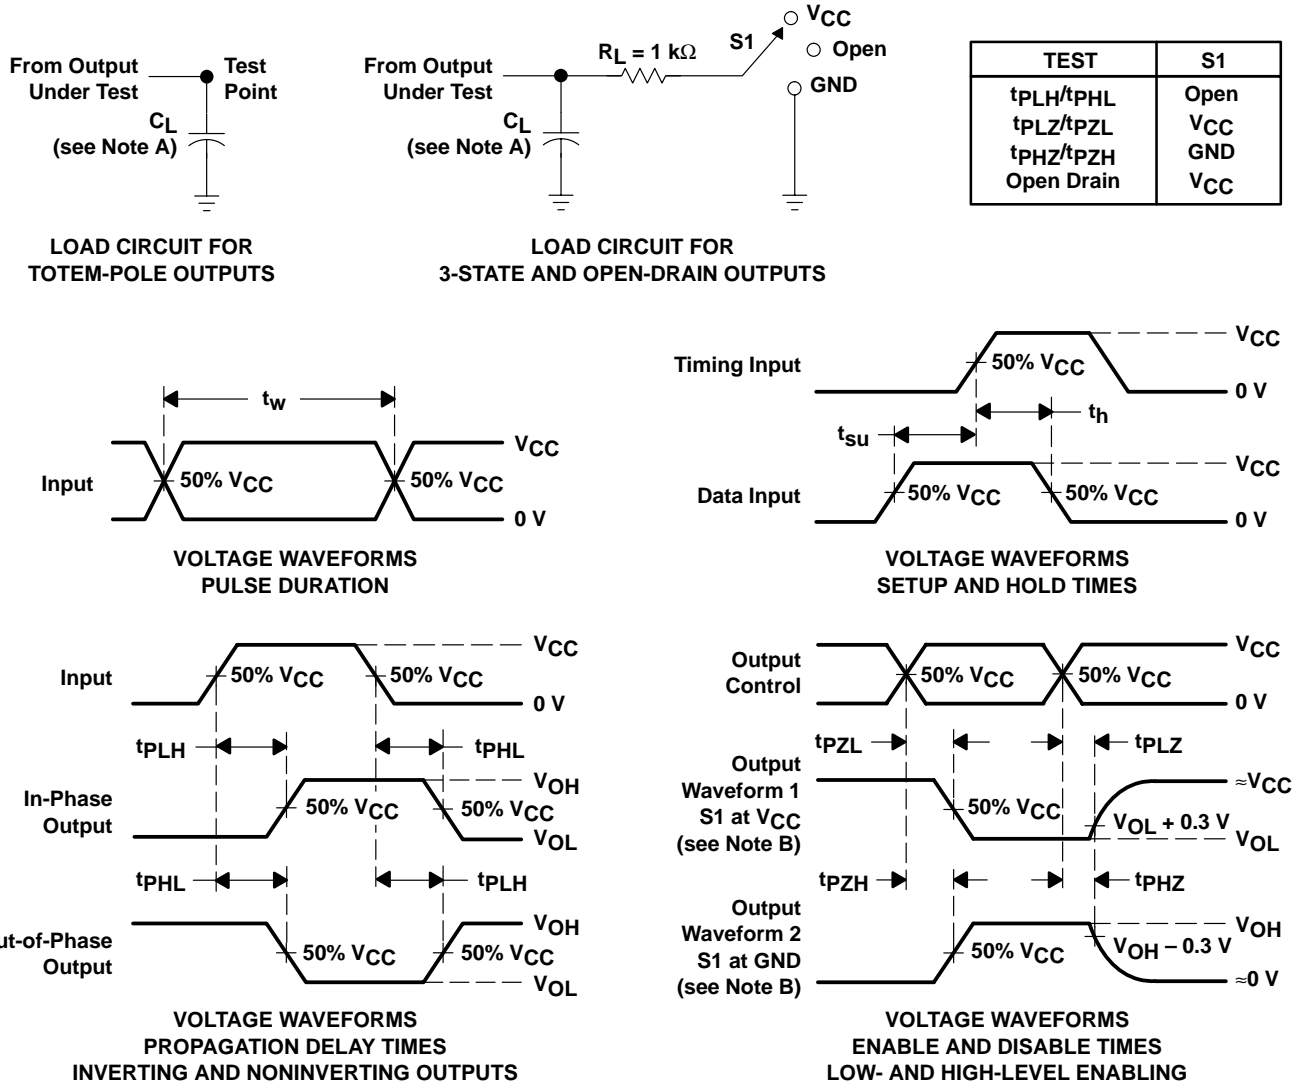 From Output
Under Test
Test
Point
CL
(see Note A)
LOAD CIRCUIT FOR
TOTEM-POLE OUTPUTS
From Output
Under Test
RL = 1 kΩ
S1
VCC
Open
GND
CL
(see Note A)
LOAD CIRCUIT FOR
3-STATE AND OPEN-DRAIN OUTPUTS
TEST S1
tPLH/tPHL Open
tPLZ/tPZL VCC
tPHZ/tPZH GND
Open Drain VCC
tw
Input
VCC
50% VCC
50% VCC
0 V
VOLTAGE WAVEFORMS
PULSE DURATION
Timing Input
VCC
50% VCC
0 V
th
tsu
Data Input
VCC
50% VCC
50% VCC
0 V
VOLTAGE WAVEFORMS
SETUP AND HOLD TIMES
Input
VCC
50% VCC
50% VCC
0 V
tPLH
tPHL
In-Phase
Output
VOH
50% VCC
50% VCC
VOL
tPHL
tPLH
ut-of-Phase
Output
VOH
50% VCC
50% VCC
VOL
VOLTAGE WAVEFORMS
PROPAGATION DELAY TIMES
INVERTING AND NONINVERTING OUTPUTS
Output
Control
VCC
50% VCC
50% VCC
0 V
tPZL
tPLZ
Output
Waveform 1
S1 at VCC
(see Note B)
≈VCC
50% VCC
VOL + 0.3 V
VOL
tPZH
tPHZ
Output
Waveform 2
S1 at GND
(see Note B)
VOH
50% VCC
VOH − 0.3 V
≈0 V
VOLTAGE WAVEFORMS
ENABLE AND DISABLE TIMES
LOW- AND HIGH-LEVEL ENABLING